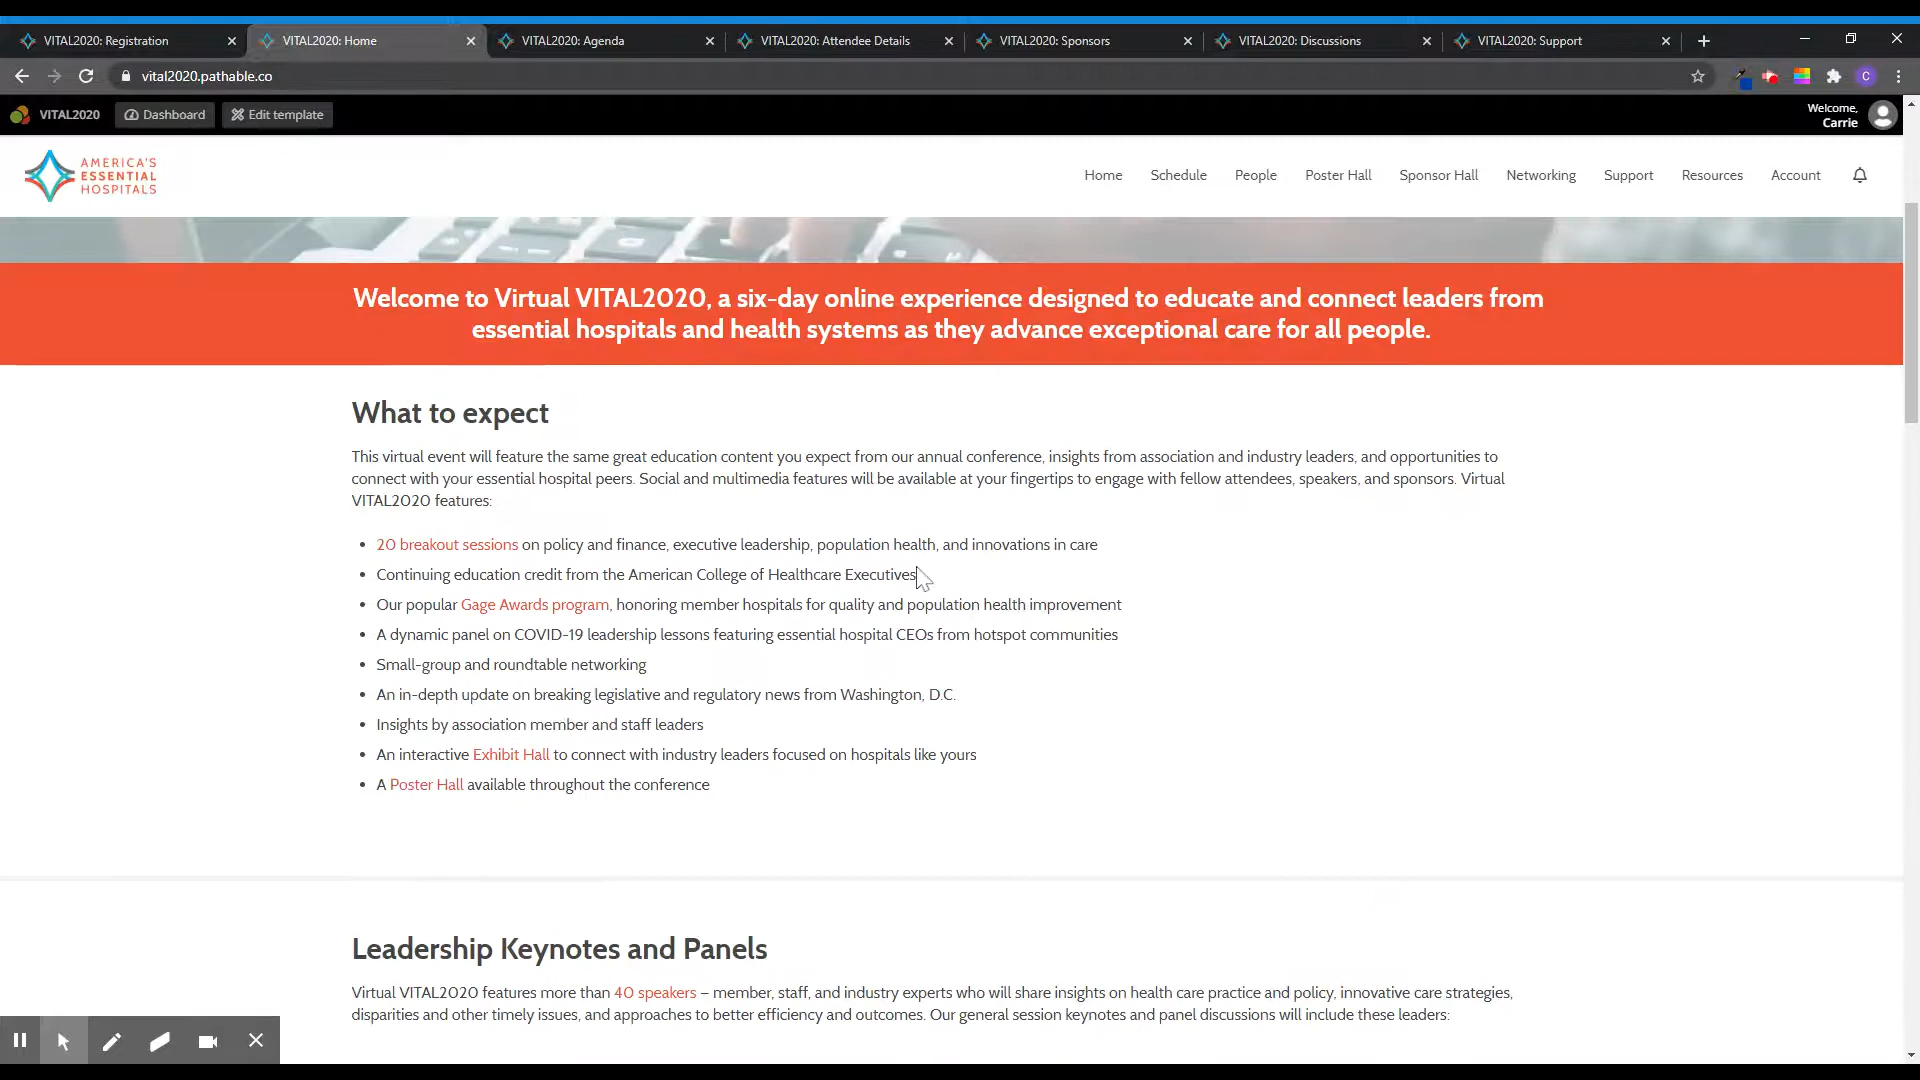 VITAL2020: Registration
VITAL2020: Home
VITAL2020: Agenda
VITAL2020: Attendee Details
VITAL2020: Sponsors
VITAL2020: Discussions
VITAL2020: Support
vital2020.pathable.co
C
VITAL2020
Dashboard
Edit template
Welcome,
Carrie
AMERICA'S
ESSENTIAL
HOSPITALS
Home
Schedule
People
Poster Hall
Sponsor Hall
Networking
Support
Resources
Account
Welcome to Virtual VITAL2020, a six-day online experience designed to educate and connect leaders from
essential hospitals and health systems as they advance exceptional care for all people.
What to expect
This virtual event will feature the same great education content you expect from our annual conference, insights from association and industry leaders, and opportunities to
connect with your essential hospital peers. Social and multimedia features will be available at your fingertips to engage with fellow attendees, speakers, and sponsors. Virtual
VITAL2020 features:
• 20 breakout sessions on policy and finance, executive leadership, population health, and innovations in care
• Continuing education credit from the American College of Healthcare Executives
• Our popular Gage Awards program, honoring member hospitals for quality and population health improvement
• A dynamic panel on COVID-19 leadership lessons featuring essential hospital CEOs from hotspot communities
• Small-group and roundtable networking
• An in-depth update on breaking legislative and regulatory news from Washington, D.C.
• Insights by association member and staff leaders
• An interactive Exhibit Hall to connect with industry leaders focused on hospitals like yours
• A Poster Hall available throughout the conference
Leadership Keynotes and Panels
Virtual VITAL2020 features more than 40 speakers – member, staff, and industry experts who will share insights on health care practice and policy, innovative care strategies,
disparities and other timely issues, and approaches to better efficiency and outcomes. Our general session keynotes and panel discussions will include these leaders: